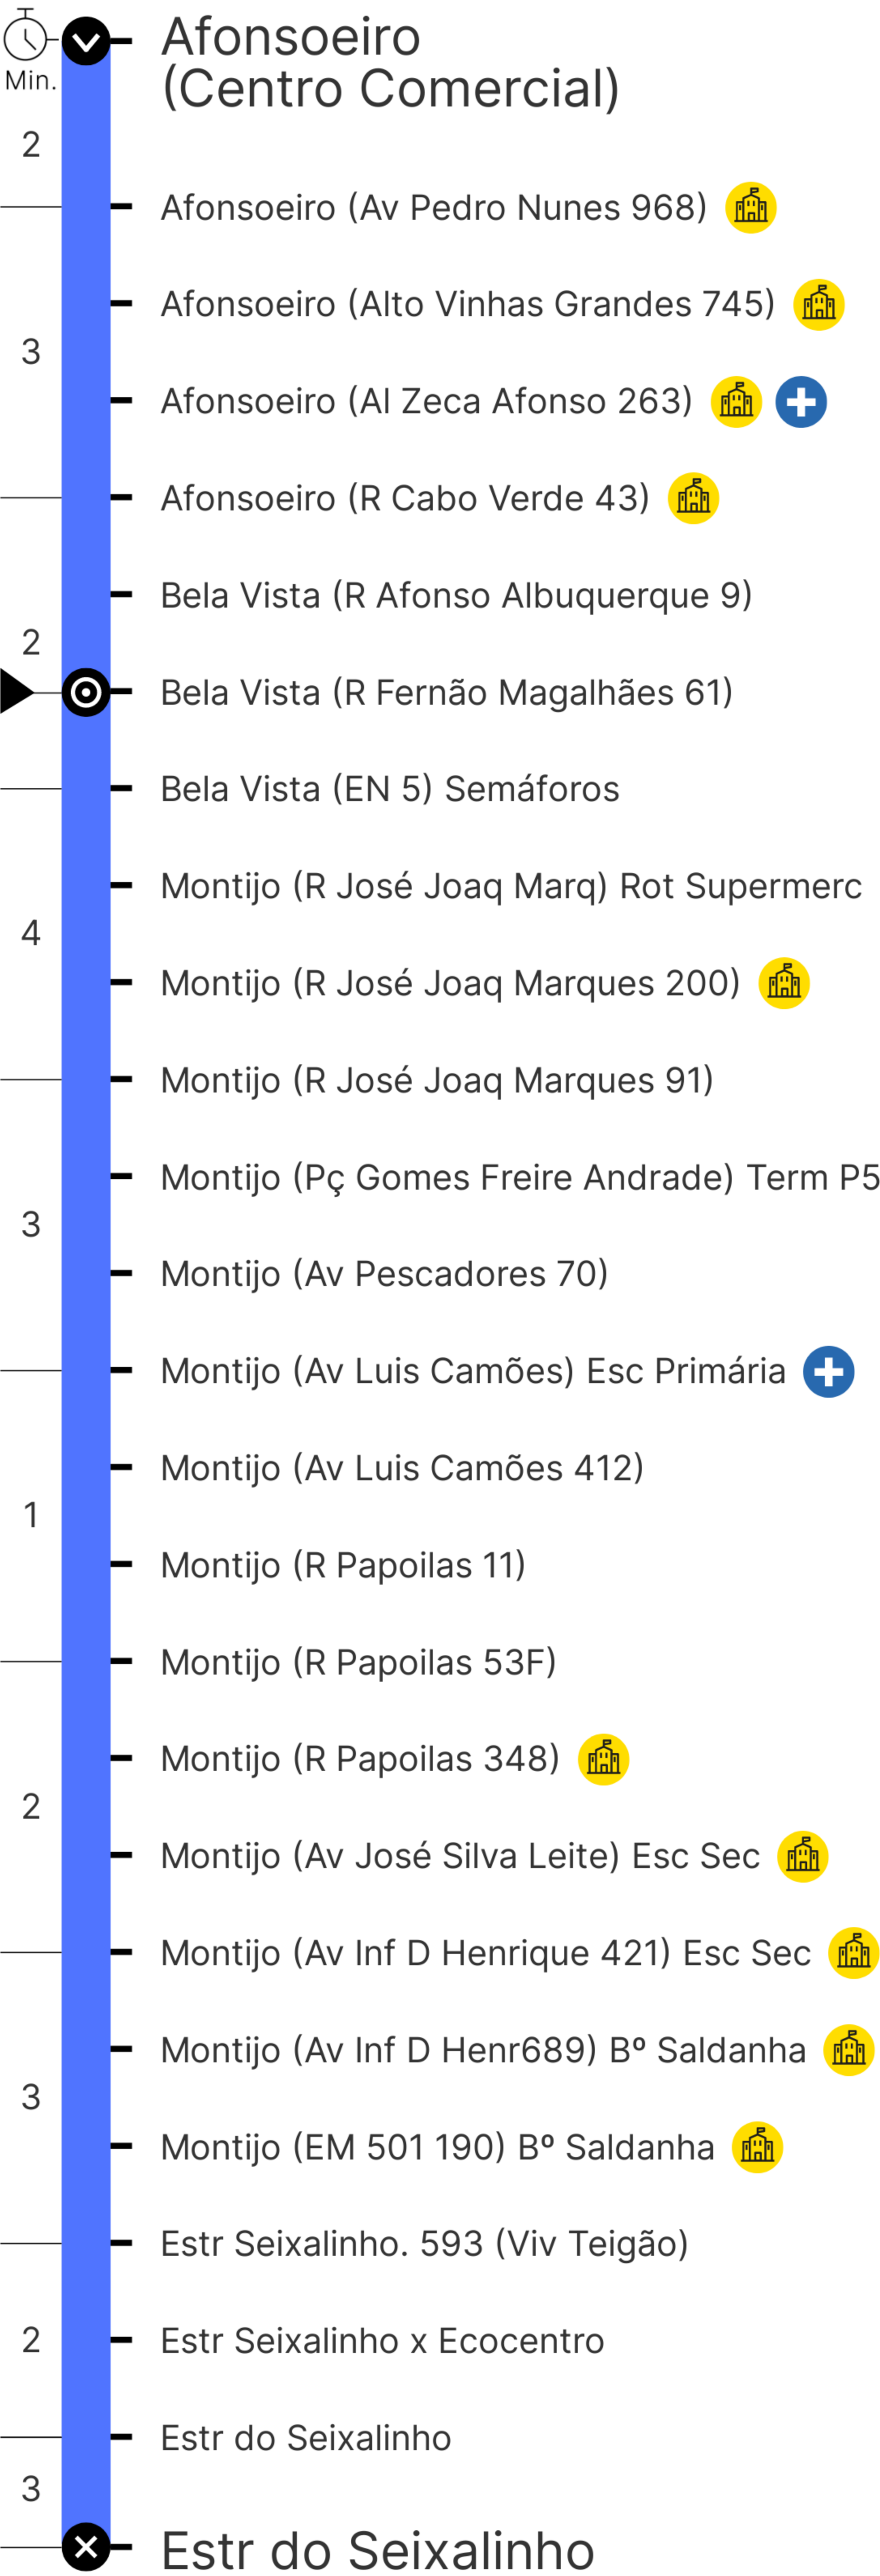 Afonsoeiro
(Centro Comercial)
Min.
2
Afonsoeiro (Av Pedro Nunes 968)
Afonsoeiro (Alto Vinhas Grandes 745)
3
Afonsoeiro (Al Zeca Afonso 263)
Afonsoeiro (R Cabo Verde 43)
Bela Vista (R Afonso Albuquerque 9)
2
Bela Vista (R Fernão Magalhães 61)
Bela Vista (EN 5) Semáforos
Montijo (R José Joaq Marq) Rot Supermerc
4
Montijo (R José Joaq Marques 200)
Montijo (R José Joaq Marques 91)
Montijo (Pç Gomes Freire Andrade) Term P5
3
Montijo (Av Pescadores 70)
Montijo (Av Luis Camões) Esc Primária
Montijo (Av Luis Camões 412)
1
Montijo (R Papoilas 11)
Montijo (R Papoilas 53F)
Montijo (R Papoilas 348)
2
Montijo (Av José Silva Leite) Esc Sec
Montijo (Av Inf D Henrique 421) Esc Sec
Montijo (Av Inf D Henr689) Bº Saldanha
3
Montijo (EM 501 190) Bº Saldanha
Estr Seixalinho. 593 (Viv Teigão)
2
Estr Seixalinho x Ecocentro
Estr do Seixalinho
3
Estr do Seixalinho